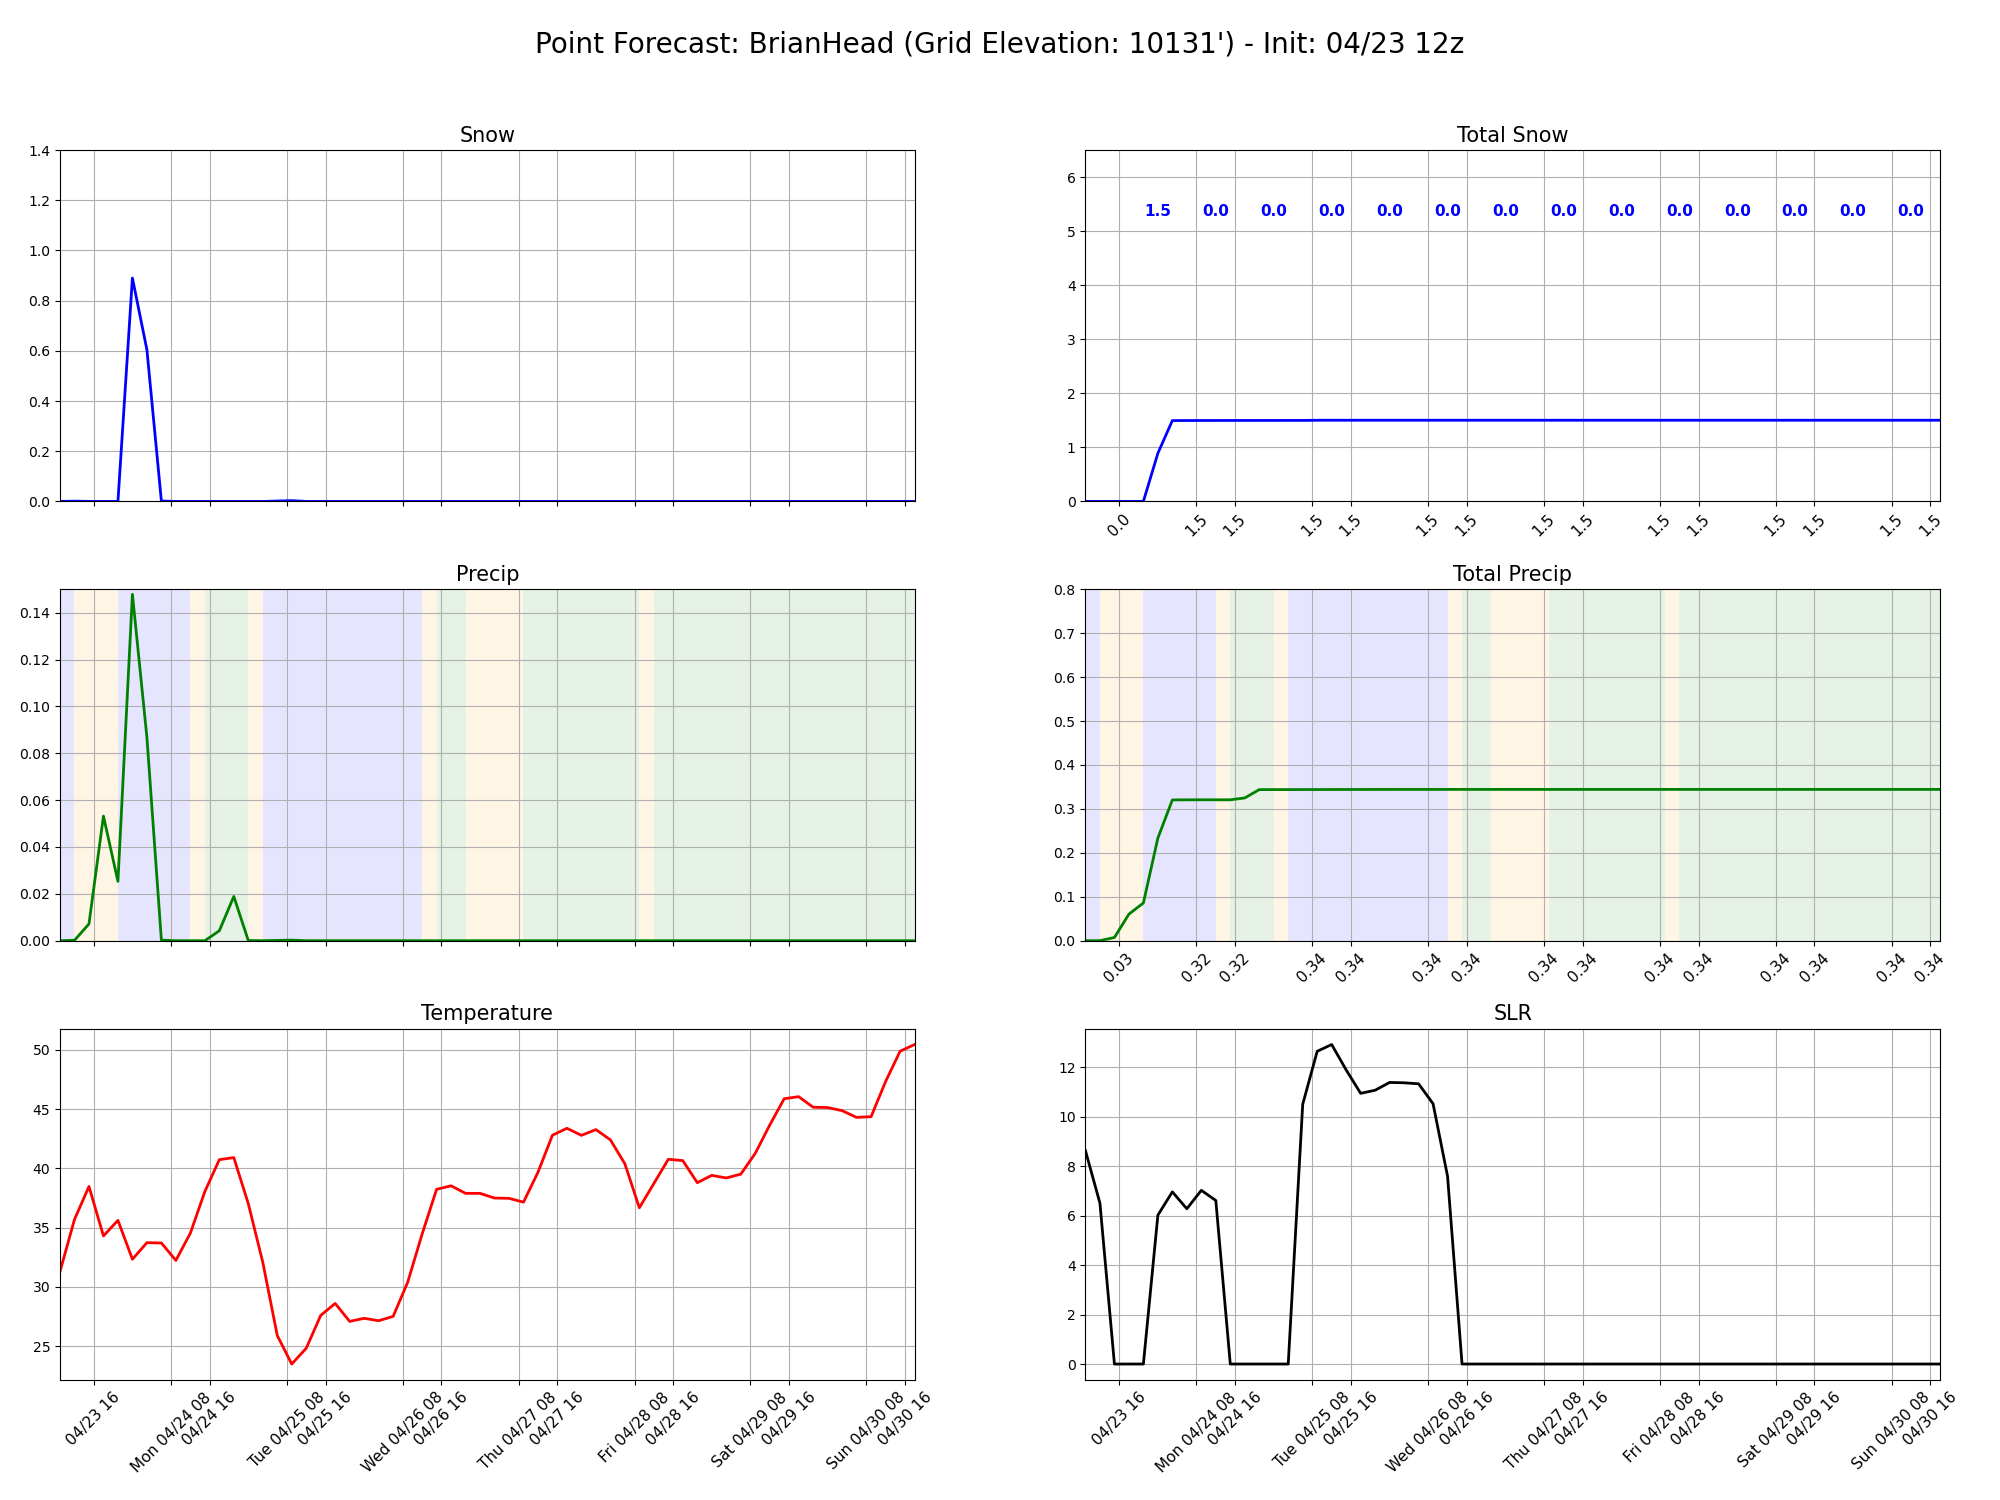 Point Forecast: BrianHead (Grid Elevation: 10131') - Init: 04/23 12z
Snow
1.4
1.2
1.0
0.8
0.6
0.4
0.2
0.0
Total Snow
6
5
4
3
2
1
0
1.5 0.0 0.0 0.0 0.0 0.0 0.0 0.0 0.0 0.0 0.0 0.0 0.0 0.0
0.0 1.5 1.5 1.5 1.5 1.5 1.5 1.5 1.5 1.5 1.5 1.5 1.5 1.5 1.5
Precip
0.14
0.12
0.10
0.08
0.06
0.04
0.02
0.00
Total Precip
0.8
0.7
0.6
0.5
0.4
0.3
0.2
0.1
0.0
0.03 0.32 0.32 0.34 0.34 0.34 0.34 0.34 0.34 0.34 0.34 0.34 0.34 0.34 0.34
Temperature
50
45
40
35
30
25
04/23 16
Mon 04/24 08
04/24 16
Tue 04/25 08
04/25 16
Wed 04/26 08
04/26 16
Thu 04/27 08
04/27 16
Fri 04/28 08
04/28 16
Sat 04/29 08
04/29 16
Sun 04/30 08
04/30 16
SLR
12
10
8
6
4
2
0
04/23 16
Mon 04/24 08
04/24 16
Tue 04/25 08
04/25 16
Wed 04/26 08
04/26 16
Thu 04/27 08
04/27 16
Fri 04/28 08
04/28 16
Sat 04/29 08
04/29 16
Sun 04/30 08
04/30 16